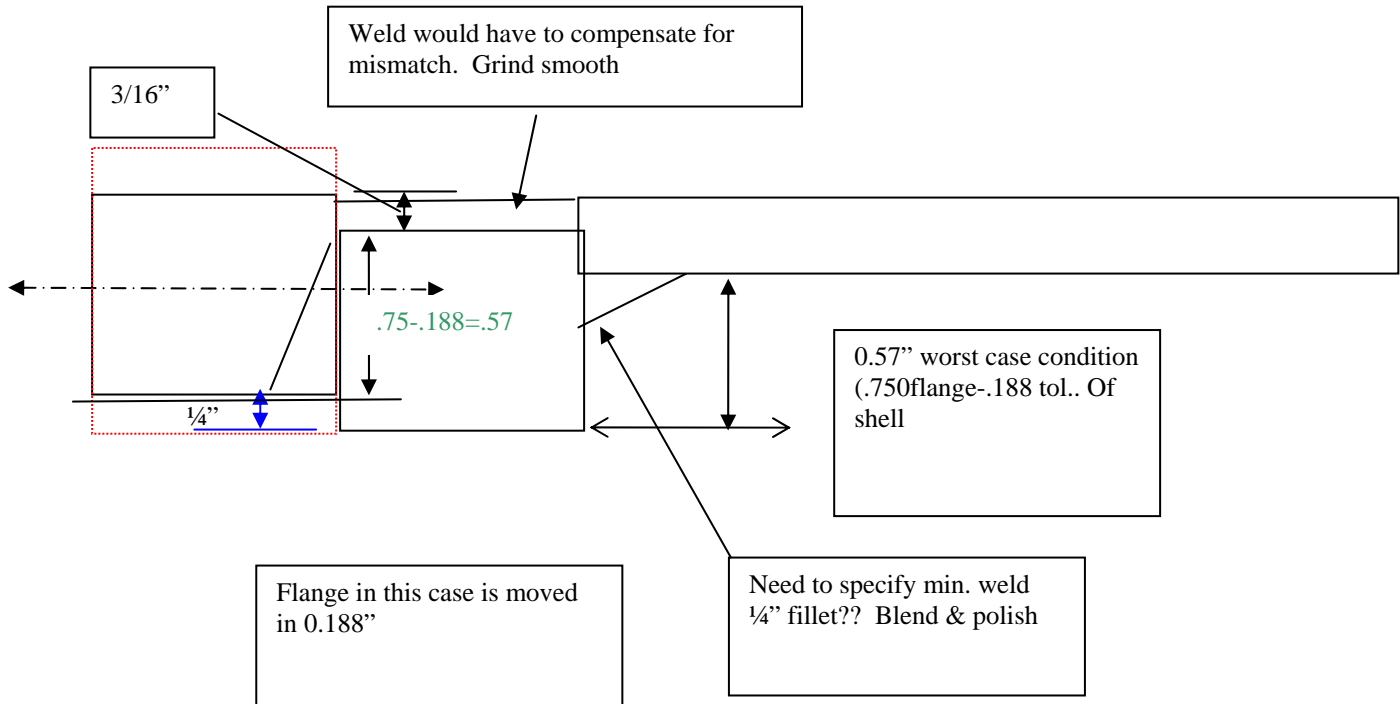 Weld would have to compensate for
mismatch.  Grind smooth
3/16”
.75-.188=.57
¼”
0.57” worst case condition
(.750flange-.188 tol.. Of
shell
Flange in this case is moved
in 0.188”
Need to specify min. weld
¼” fillet??  Blend & polish